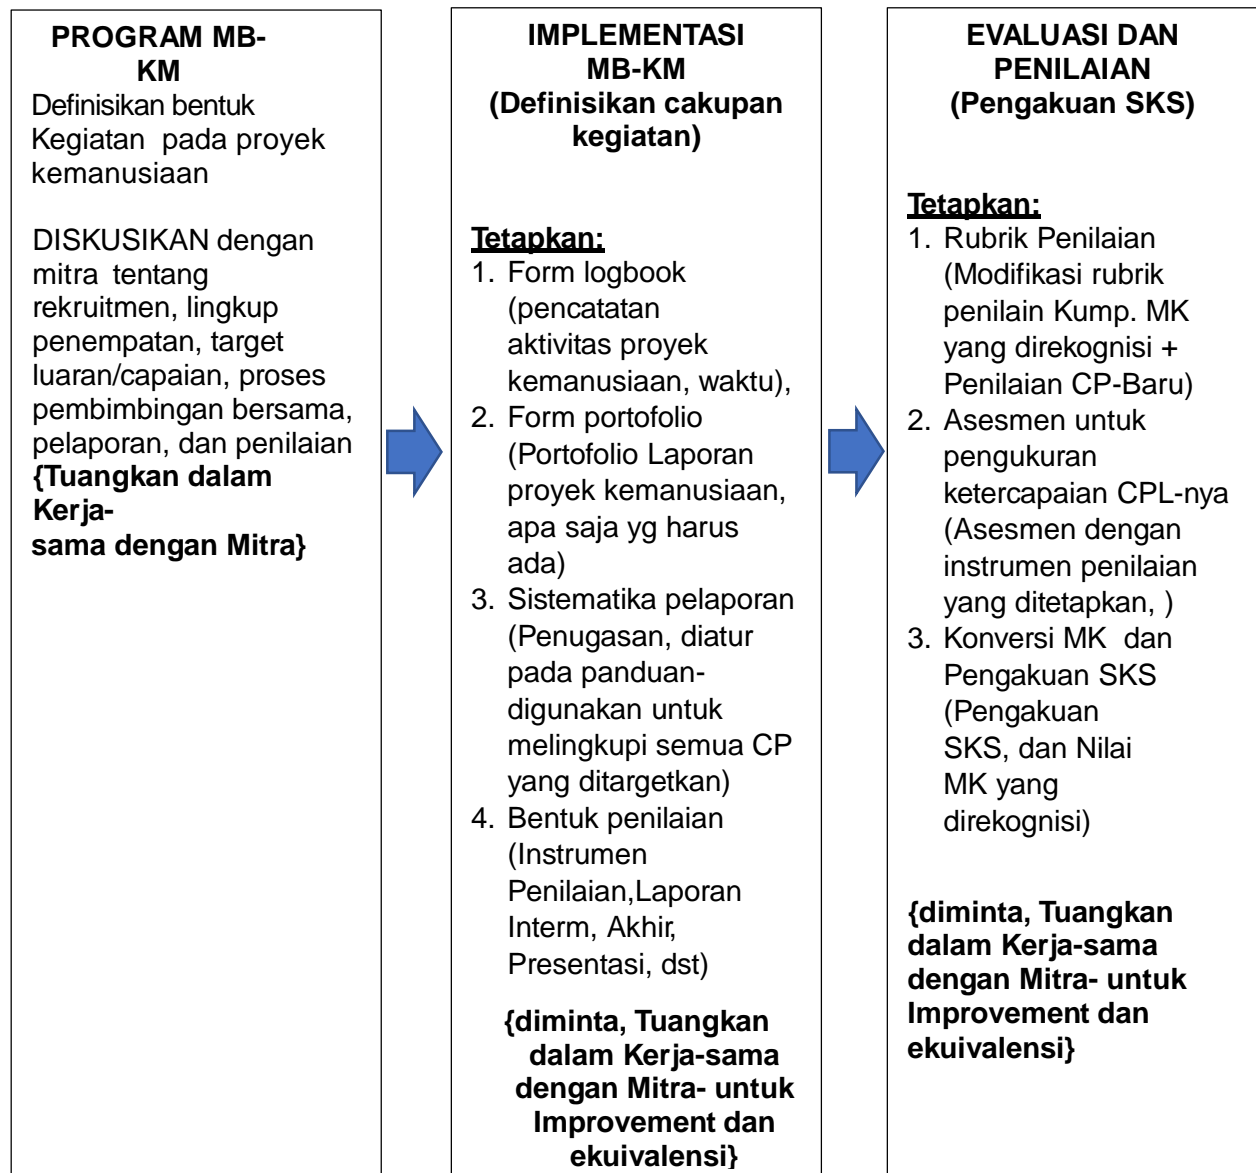 PROGRAM MB-
KM
Definisikan bentuk
Kegiatan pada proyek
kemanusiaan
DISKUSIKAN dengan
mitra tentang
rekruitmen, lingkup
penempatan, target
luaran/capaian, proses
pembimbingan bersama,
pelaporan, dan penilaian
{Tuangkan dalam
Kerja-
sama dengan Mitra}
IMPLEMENTASI
MB-KM
(Definisikan cakupan
kegiatan)
Tetapkan:
1. Form logbook
(pencatatan
aktivitas proyek
kemanusiaan, waktu),
2. Form portofolio
(Portofolio Laporan
proyek kemanusiaan,
apa saja yg harus
ada)
3. Sistematika pelaporan
(Penugasan, diatur
pada panduan-
digunakan untuk
melingkupi semua CP
yang ditargetkan)
4. Bentuk penilaian
(Instrumen
Penilaian,Laporan
Interm, Akhir,
Presentasi, dst)
{diminta, Tuangkan
dalam Kerja-sama
dengan Mitra- untuk
Improvement dan
ekuivalensi}
EVALUASI DAN
PENILAIAN
(Pengakuan SKS)
Tetapkan:
1. Rubrik Penilaian
(Modifikasi rubrik
penilain Kump. MK
yang direkognisi +
Penilaian CP-Baru)
2. Asesmen untuk
pengukuran
ketercapaian CPL-nya
(Asesmen dengan
instrumen penilaian
yang ditetapkan, )
3. Konversi MK dan
Pengakuan SKS
(Pengakuan
SKS, dan Nilai
MK yang
direkognisi)
{diminta, Tuangkan
dalam Kerja-sama
dengan Mitra- untuk
Improvement dan
ekuivalensi}